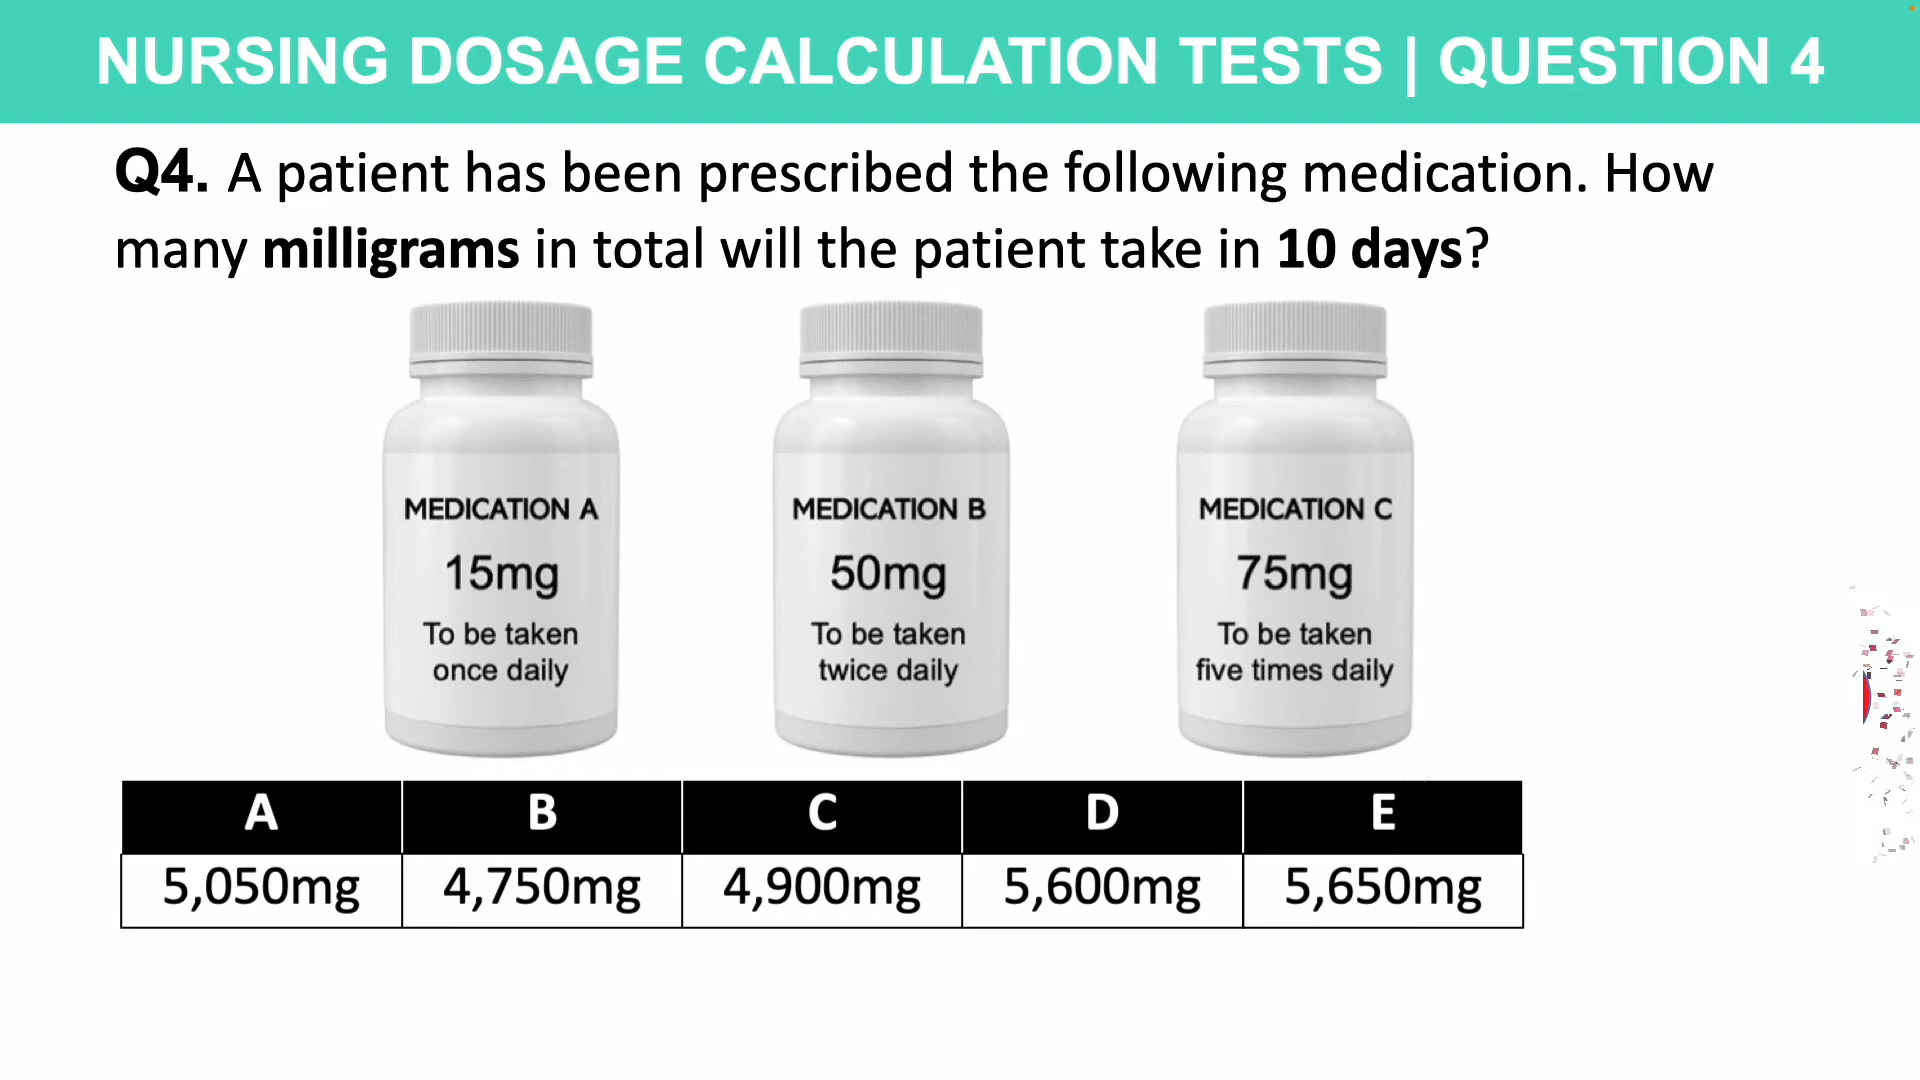 NURSING DOSAGE CALCULATION TESTS | QUESTION 4
Q4. A patient has been prescribed the following medication. How
many milligrams in total will the patient take in 10 days?
MEDICATION A
15mg
To be taken
once daily
MEDICATION B
50mg
To be taken
twice daily
MEDICATION C
75mg
To be taken
five times daily
A B C D E
5,050mg 4,750mg 4,900mg 5,600mg 5,650mg